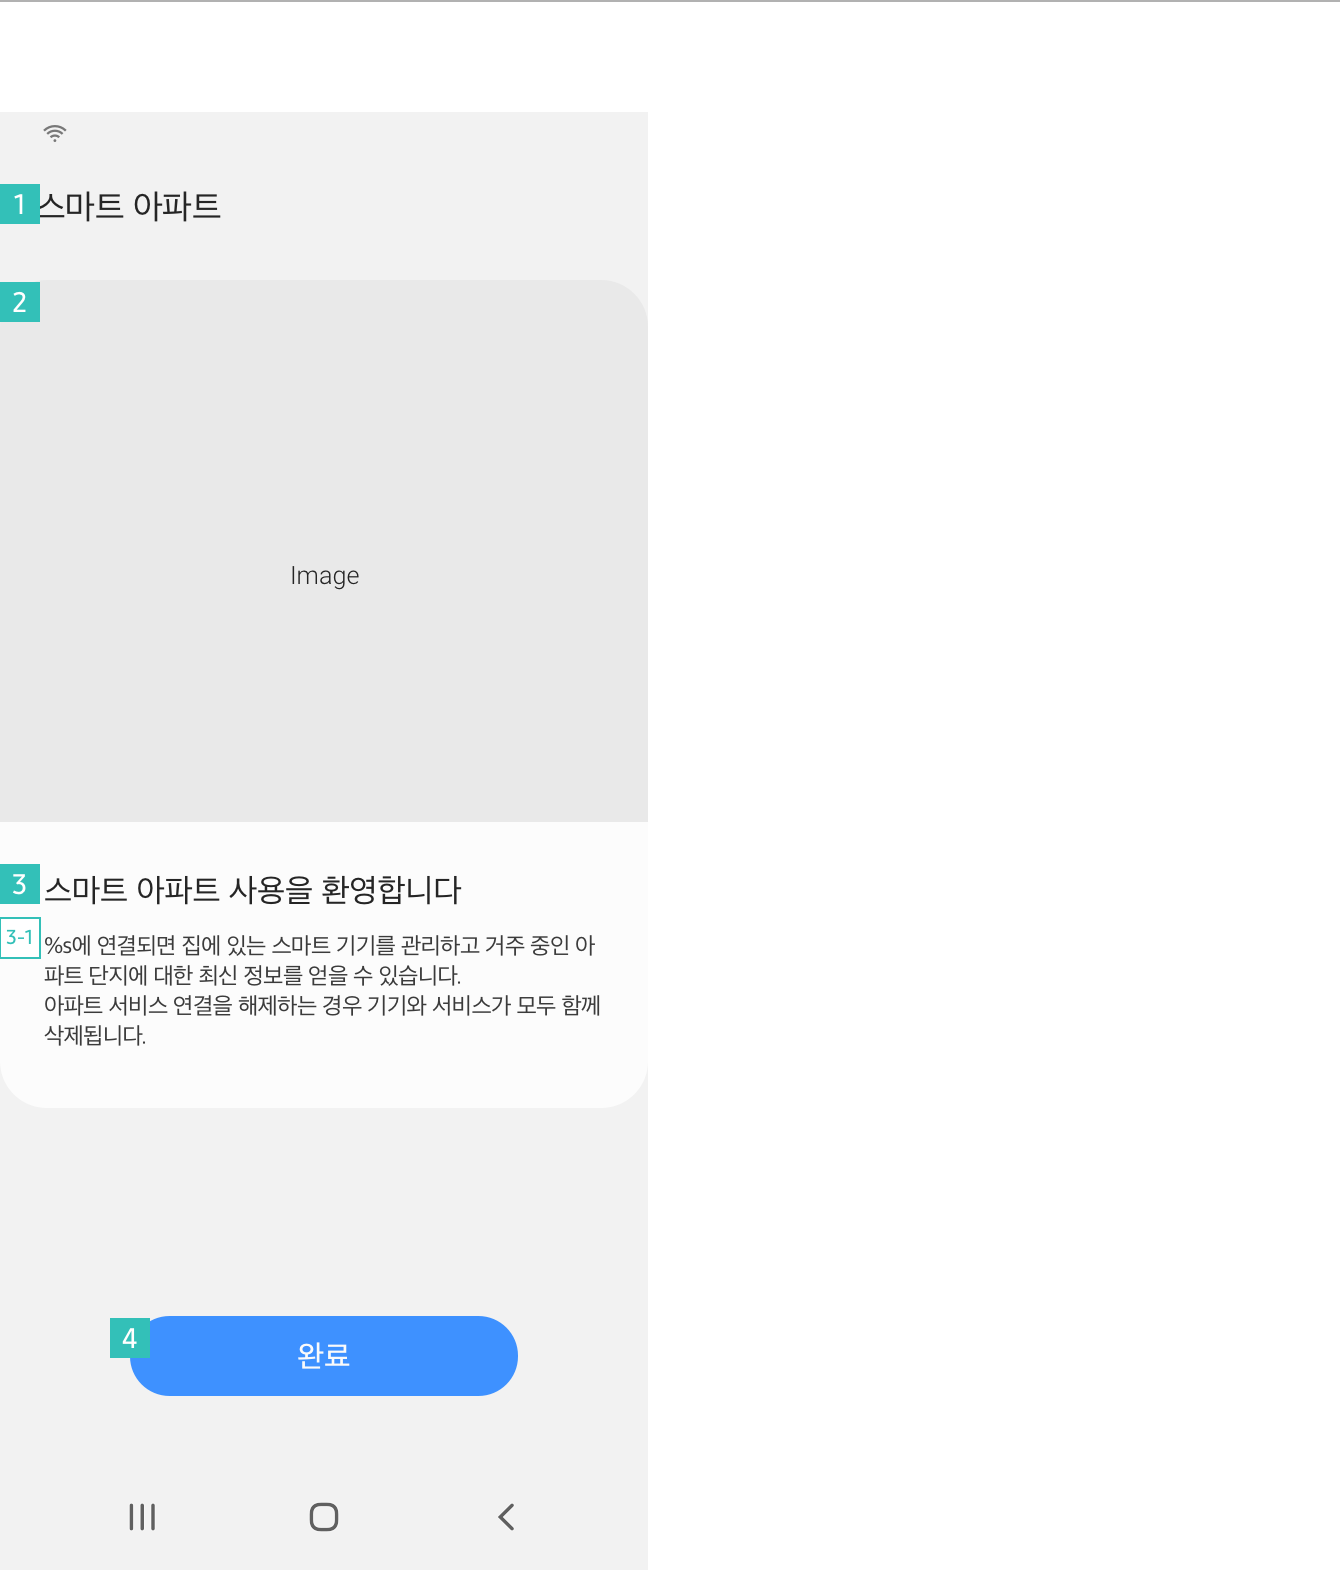 1 스마트 아파트
2
Image
3 스마트 아파트 사용을 환영합니다
3-1 %s에 연결되면 집에 있는 스마트 기기를 관리하고 거주 중인 아
파트 단지에 대한 최신 정보를 얻을 수 있습니다.
아파트 서비스 연결을 해제하는 경우 기기와 서비스가 모두 함께
삭제됩니다.
4 완료